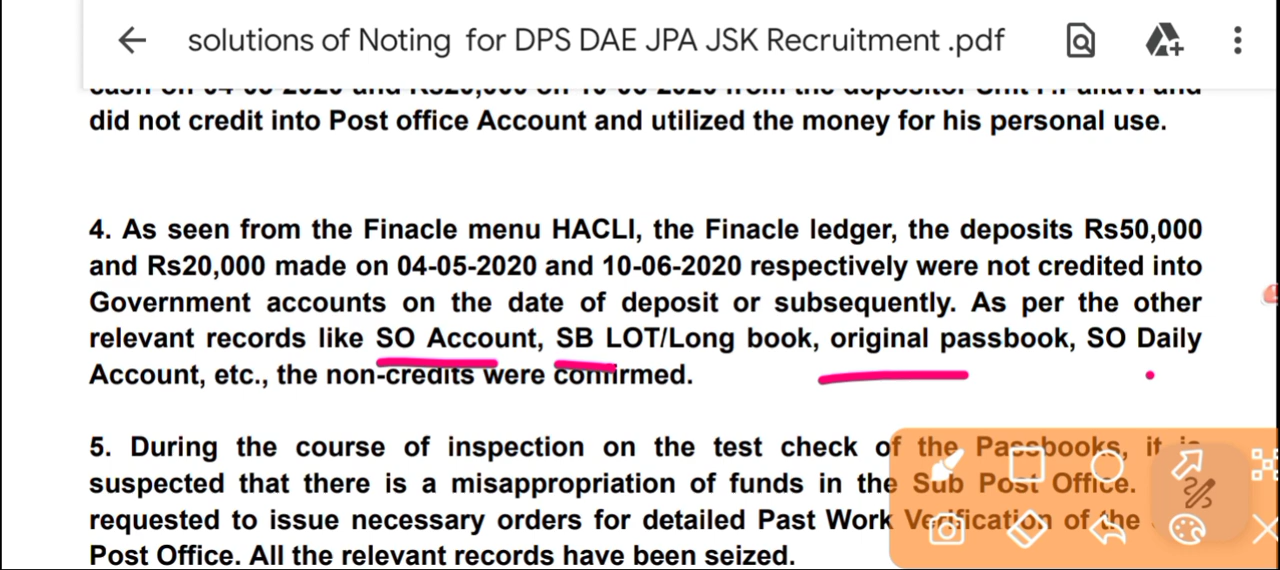 solutions of Noting for DPS DAE JPA JSK Recruitment .pdf
did not credit into Post office Account and utilized the money for his personal use.
4. As seen from the Finacle menu HACLI, the Finacle ledger, the deposits Rs50,000
and Rs20,000 made on 04-05-2020 and 10-06-2020 respectively were not credited into
Government accounts on the date of deposit or subsequently. As per the other
relevant records like SO Account, SB LOT/Long book, original passbook, SO Daily
Account, etc., the non-credits were confirmed.
5. During the course of inspection on the test check of the Passbooks, it is
suspected that there is a misappropriation of funds in the Sub Post Office.
requested to issue necessary orders for detailed Past Work Verification of the
Post Office. All the relevant records have been seized.